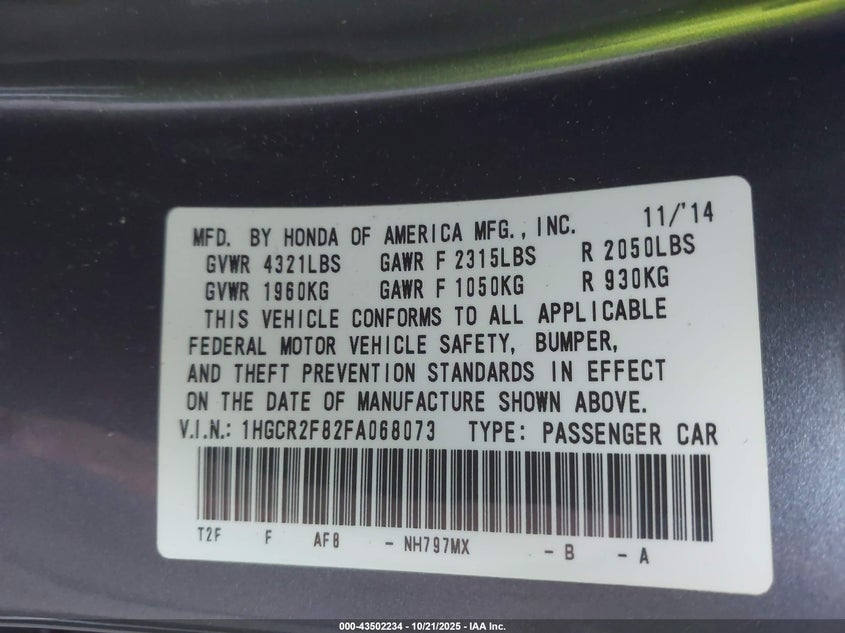 MFD. BY HONDA OF AMERICA MFG., INC. 11/'14
GVWR 4321LBS GAWR F 2315LBS R 2050LBS
GVWR 1960KG GAWR F 1050KG R 930KG
THIS VEHICLE CONFORMS TO ALL APPLICABLE
FEDERAL MOTOR VEHICLE SAFETY, BUMPER,
AND THEFT PREVENTION STANDARDS IN EFFECT
ON THE DATE OF MANUFACTURE SHOWN ABOVE.
V.I.N.: 1HGCR2F82FA068073 TYPE: PASSENGER CAR
T2F F AF8 - NH797MX - B - A
000-43502234 - 10/21/2025 - IAA Inc.